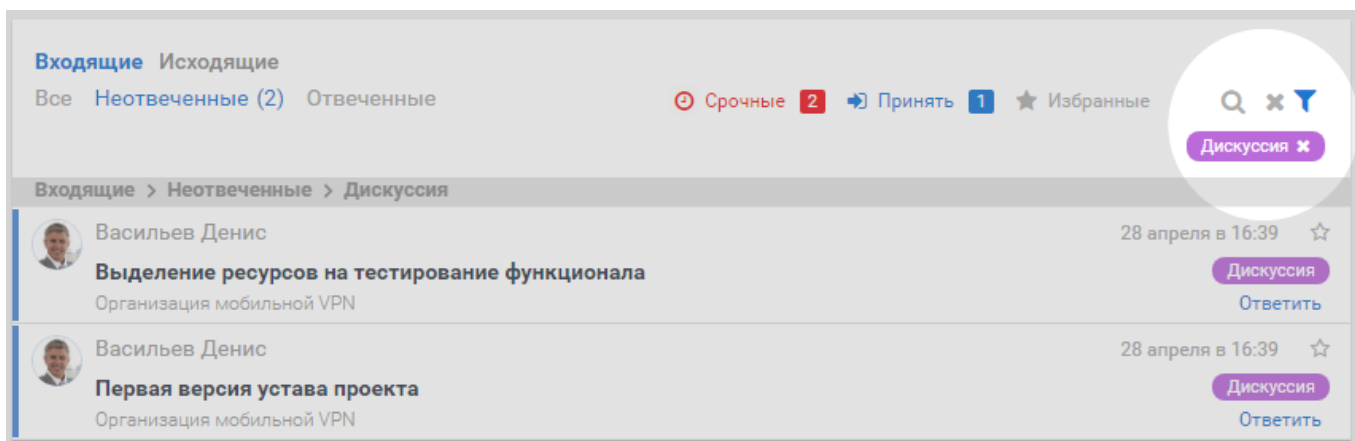 Входящие Исходящие
Все Неотвеченные (2) Отвеченные Срочные 2 Принять 1 Избранные
Дискуссия
Входящие > Неотвеченные > Дискуссия
Васильев Денис 28 апреля в 16:39
Выделение ресурсов на тестирование функционала Дискуссия
Организация мобильной VPN Ответить
Васильев Денис 28 апреля в 16:39
Первая версия устава проекта Дискуссия
Организация мобильной VPN Ответить